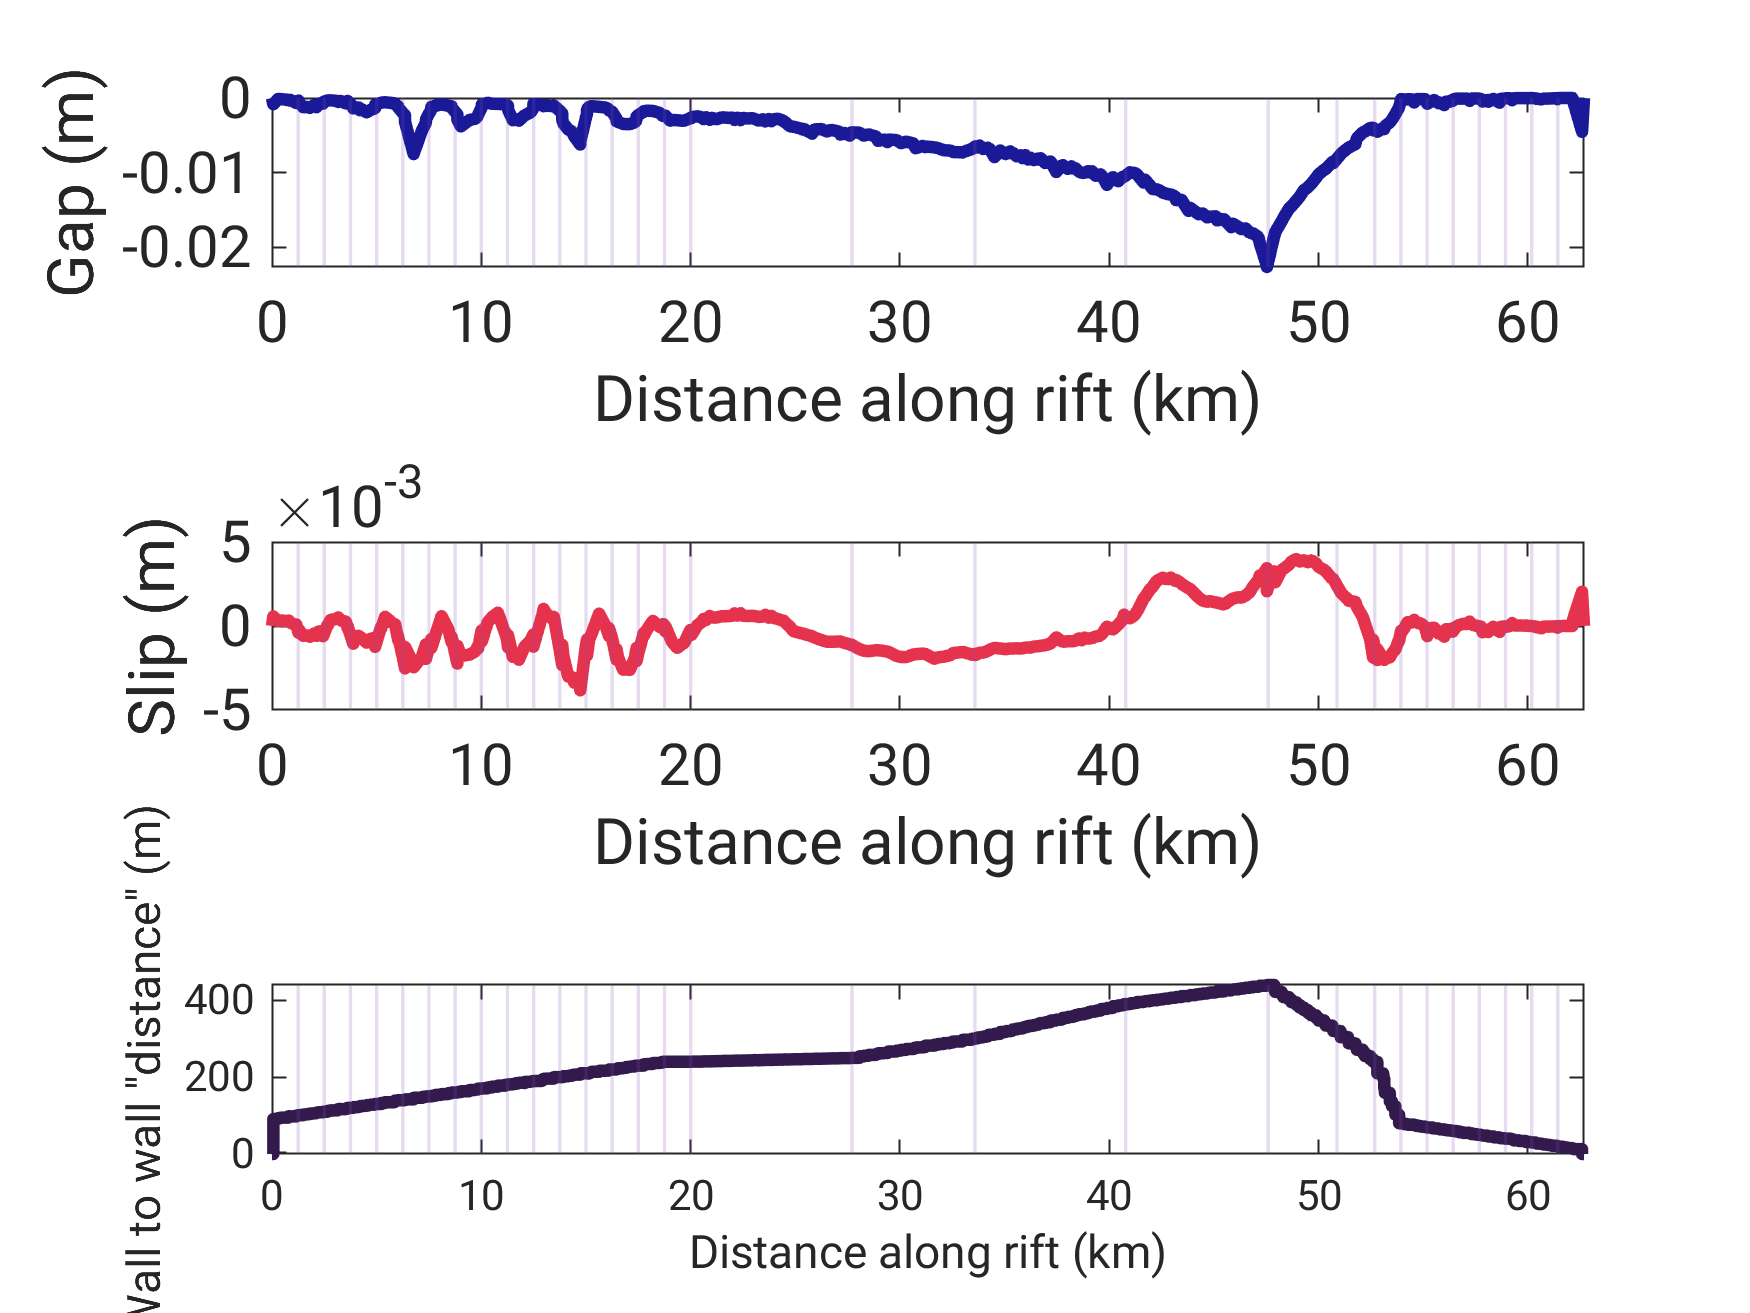 Gap (m)
0
-0.01
-0.02
0 10 20 30 40 50 60
Distance along rift (km)
×10-3
Slip (m)
5
0
-5
0 10 20 30 40 50 60
Distance along rift (km)
Wall to wall "distance" (m)
400
200
0
0 10 20 30 40 50 60
Distance along rift (km)